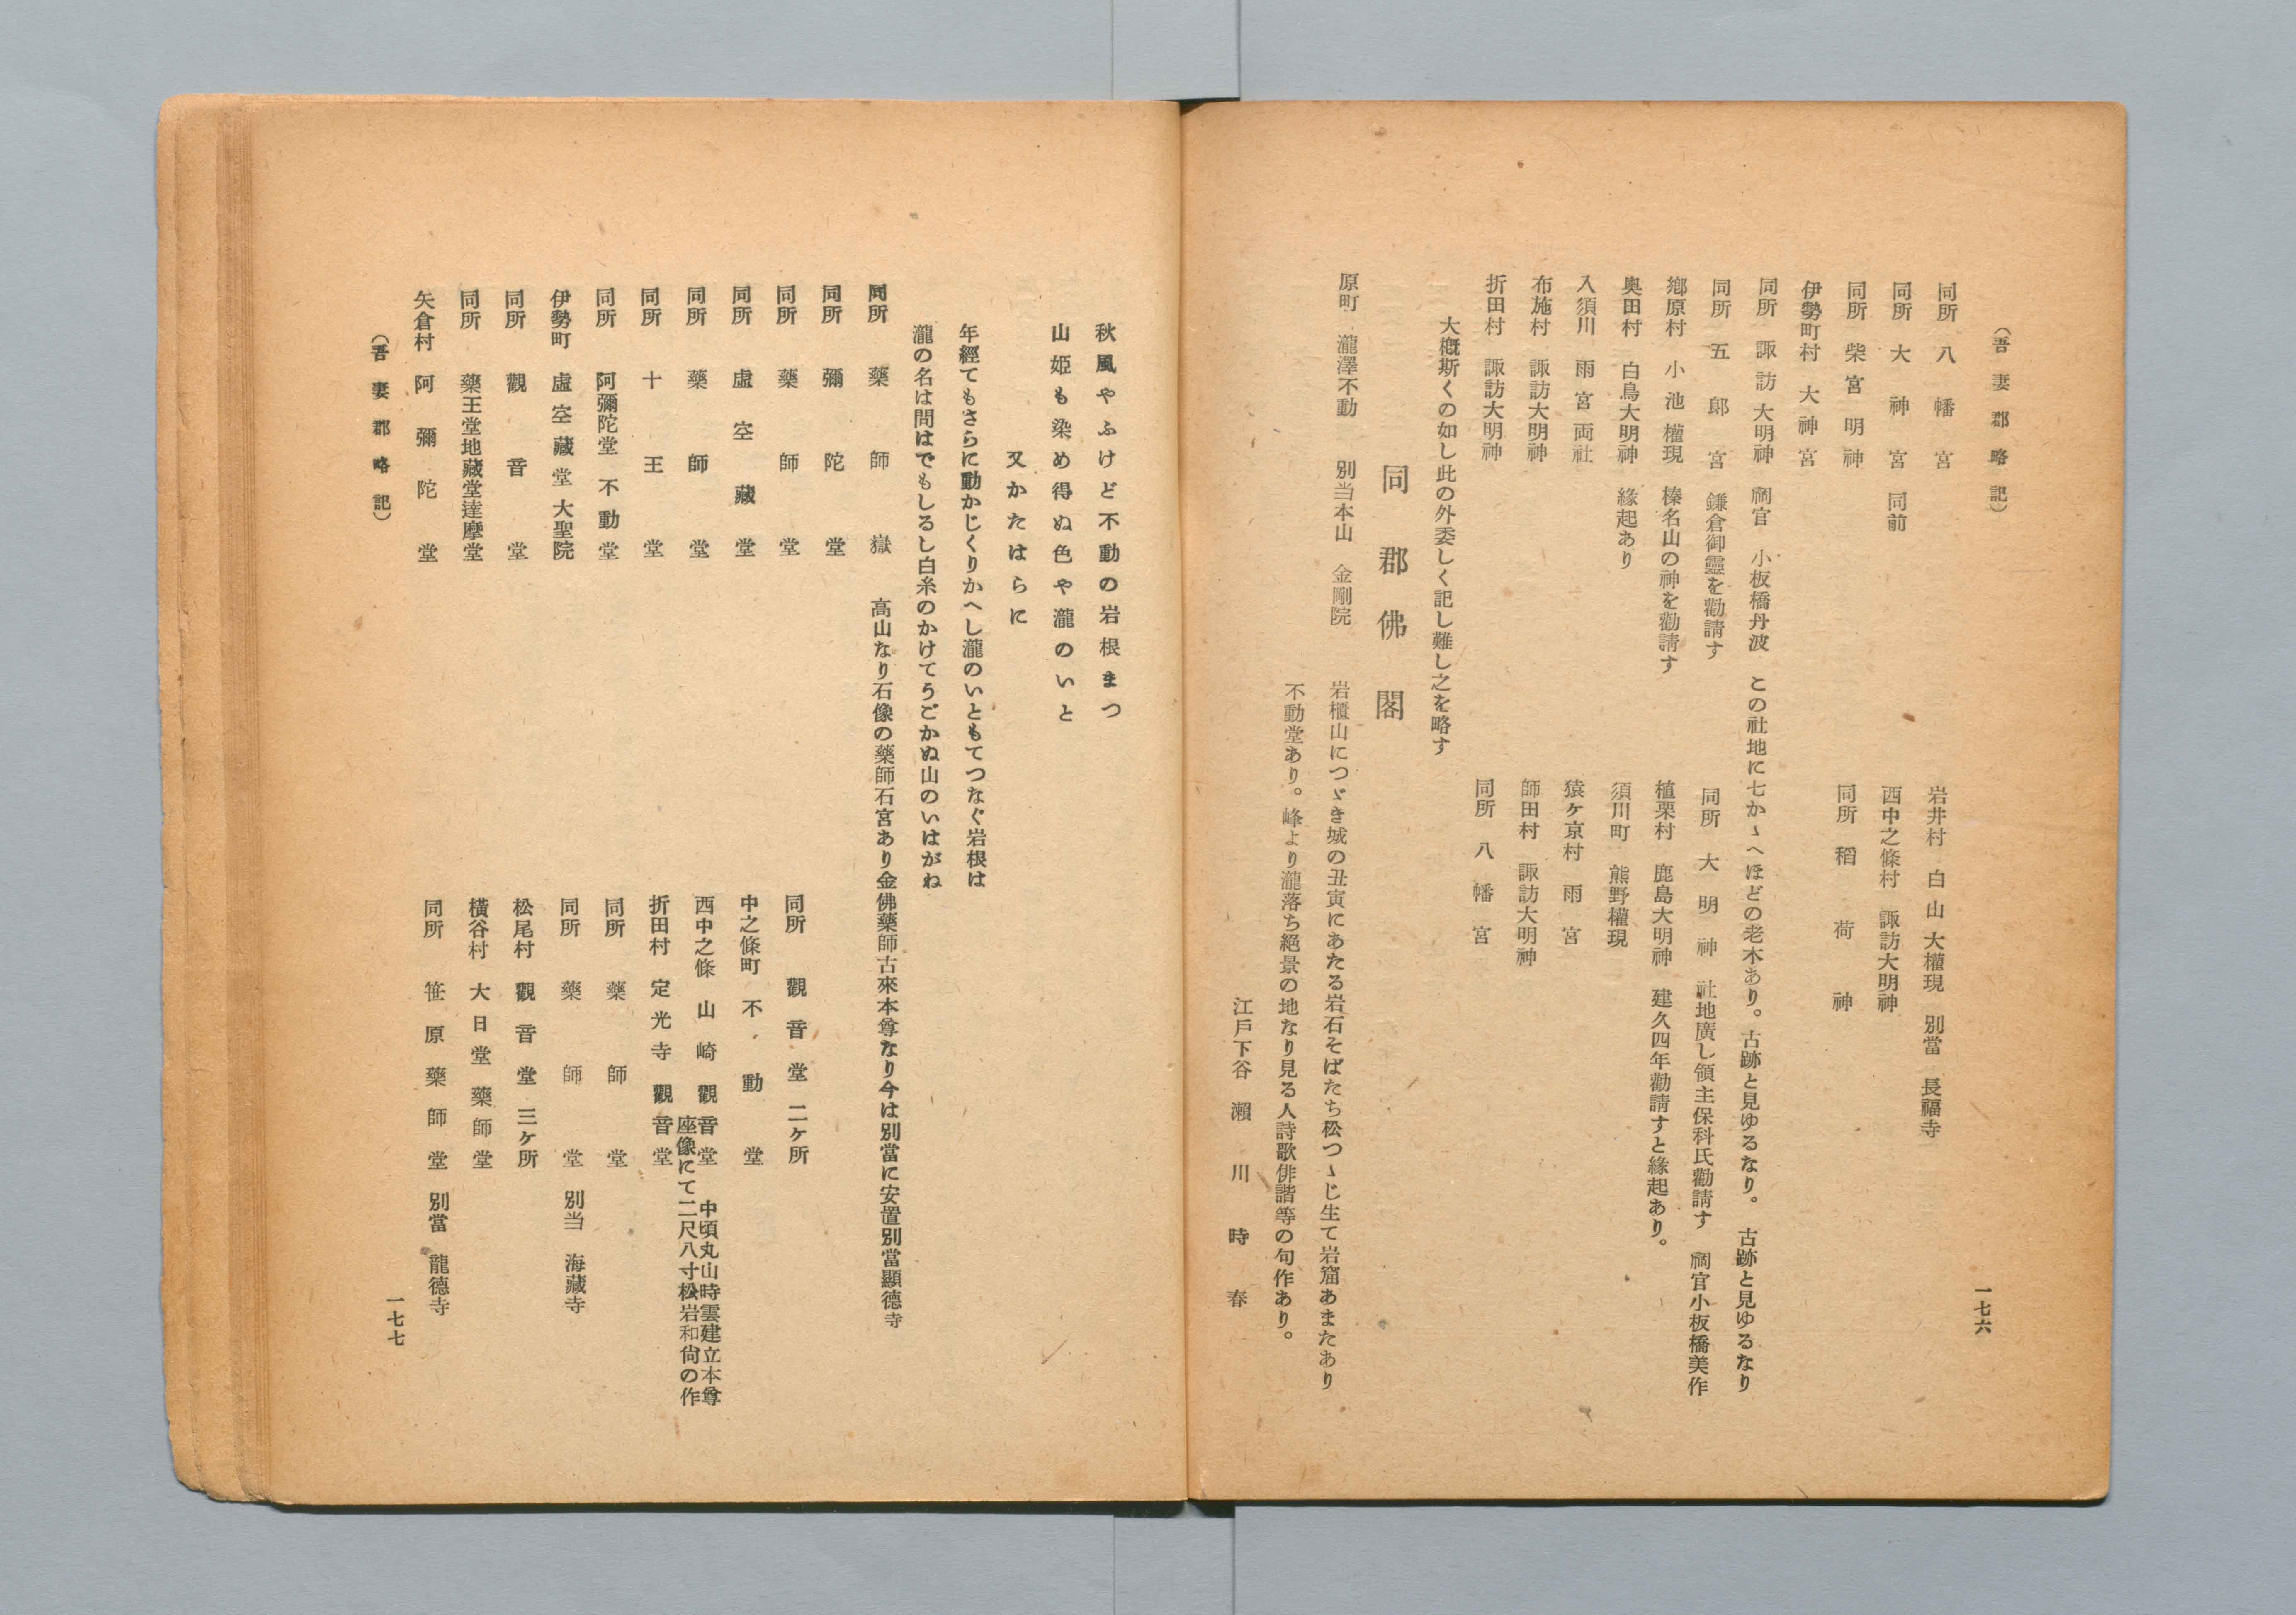 （吾妻郡略記）
一七六
同所　八幡宮
岩井村　白山大權現　別當　長福寺
同所　大神宮　同前
西中之條村　諏訪大明神
同所　柴宮明神
同所　稻荷神
伊勢町村　大神宮
同所　諏訪大明神　祠官　小板橋丹波　この社地に七かゝへほどの老木あり。古跡と見ゆるなり。　古跡と見ゆるなり
同所　五郞宮　鎌倉御靈を勸請す
同所　大明神　社地廣し領主保科氏勸請す　祠官小板橋美作
鄕原村　小池權現　榛名山の神を勸請す
植栗村　鹿島大明神　建久四年勸請すと緣起あり。
奥田村　白鳥大明神　緣起あり
須川町　熊野權現
入須川　雨宮両社
猿ケ京村　雨宮
布施村　諏訪大明神
師田村　諏訪大明神
折田村　諏訪大明神
同所　八幡宮
大槪斯くの如し此の外委しく記し難し之を略す
同郡佛閣
原町　瀧澤不動　別当本山　金剛院
岩櫃山につゞき城の丑寅にあたる岩石そばたち松つゝじ生て岩窟あまたあり
不動堂あり。峰より瀧落ち絕景の地なり見る人詩歌俳諧等の句作あり。
江戶下谷　瀨川時春
秋風やふけど不動の岩根まつ
山姬も染め得ぬ色や瀧のいと
又かたはらに
年經てもさらに動かじくりかへし瀧のいともてつなぐ岩根は
瀧の名は問はでもしるし白糸のかけてうごかぬ山のいはがね
同所　藥師嶽　高山なり石像の藥師石宮あり金佛藥師古來本尊なり今は別當に安置別當顯德寺
同所　彌陀堂
同所　藥師堂
同所　觀音堂二ケ所
同所　虛空藏堂
中之條町　不動堂
同所　藥師堂
西中之條　山崎觀音堂　中頃丸山時雲建立本尊
座像にて二尺八寸松岩和尙の作
同所　十王堂
折田村　定光寺觀音堂
同所　阿彌陀堂　不動堂
同所　藥師堂
伊勢町　虛空藏堂　大聖院
同所　藥師堂　別当　海藏寺
同所　觀音堂
松尾村　觀音堂三ケ所
同所　藥王堂地藏堂達摩堂
橫谷村　大日堂藥師堂
矢倉村　阿彌陀堂
同所　笹原藥師堂　別當　龍德寺
（吾妻郡略記）
一七七